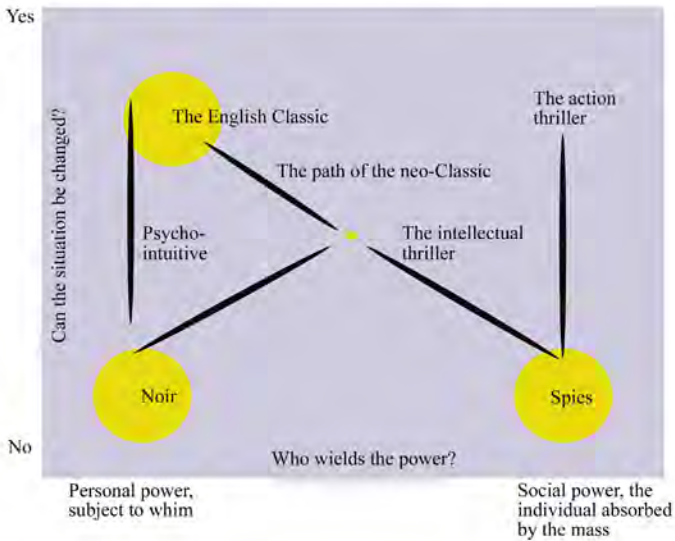 Yes
The English Classic
The action
thriller
The path of the neo-Classic
Can the situation be changed?
Psycho-
intuitive
The intellectual
thriller
Noir
Spies
No
Who wields the power?
Personal power,
subject to whim
Social power, the
individual absorbed
by the mass